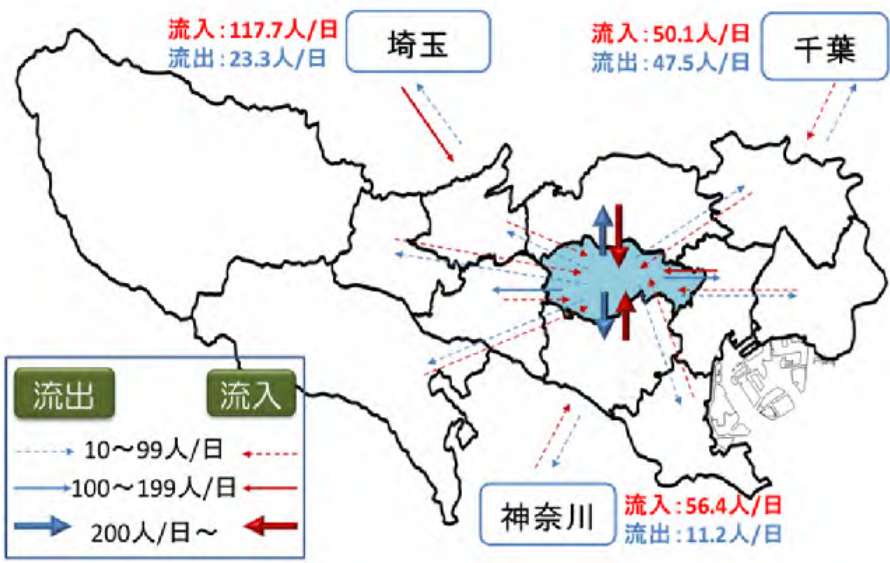 流入:117.7人/日
流出:23.3人/日
埼玉
流入:50.1人/日
流出:47.5人/日
千葉
流出
流入
10~99人/日
100~199人/日
200人/日~
神奈川
流入:56.4人/日
流出:11.2人/日